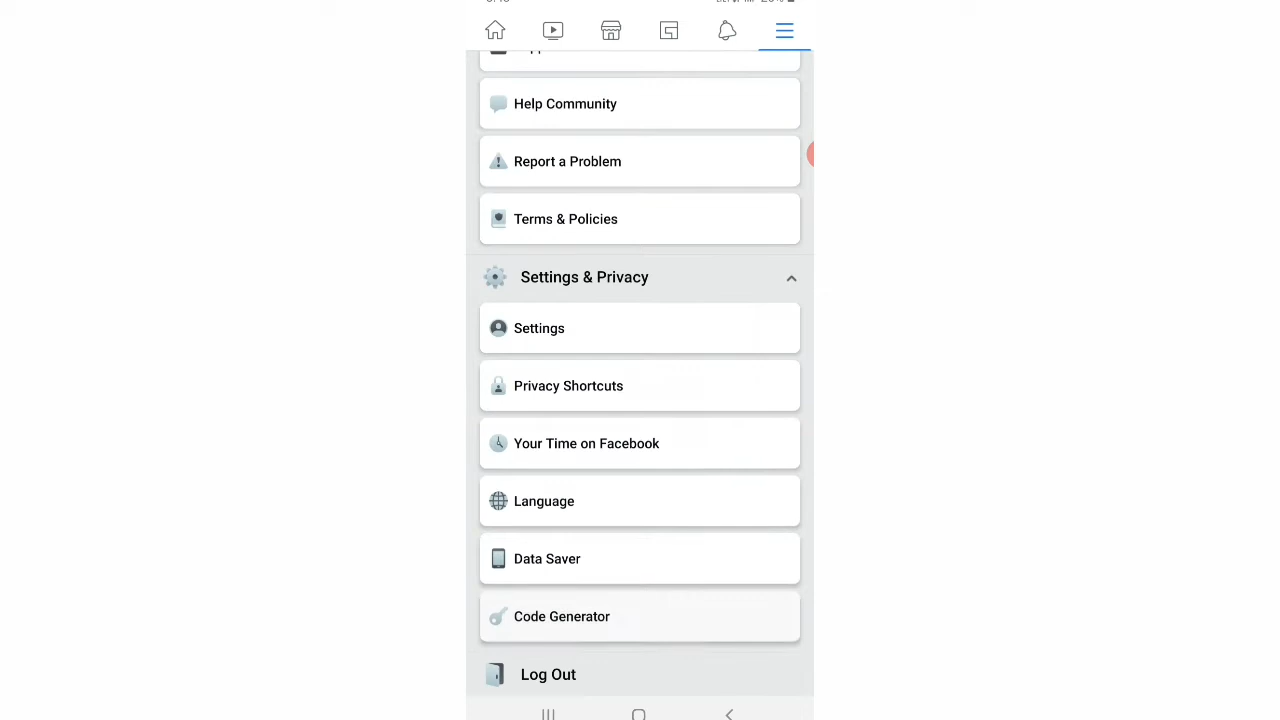 Help Community
Report a Problem
Terms & Policies
Settings & Privacy
Settings
Privacy Shortcuts
Your Time on Facebook
Language
Data Saver
Code Generator
Log Out